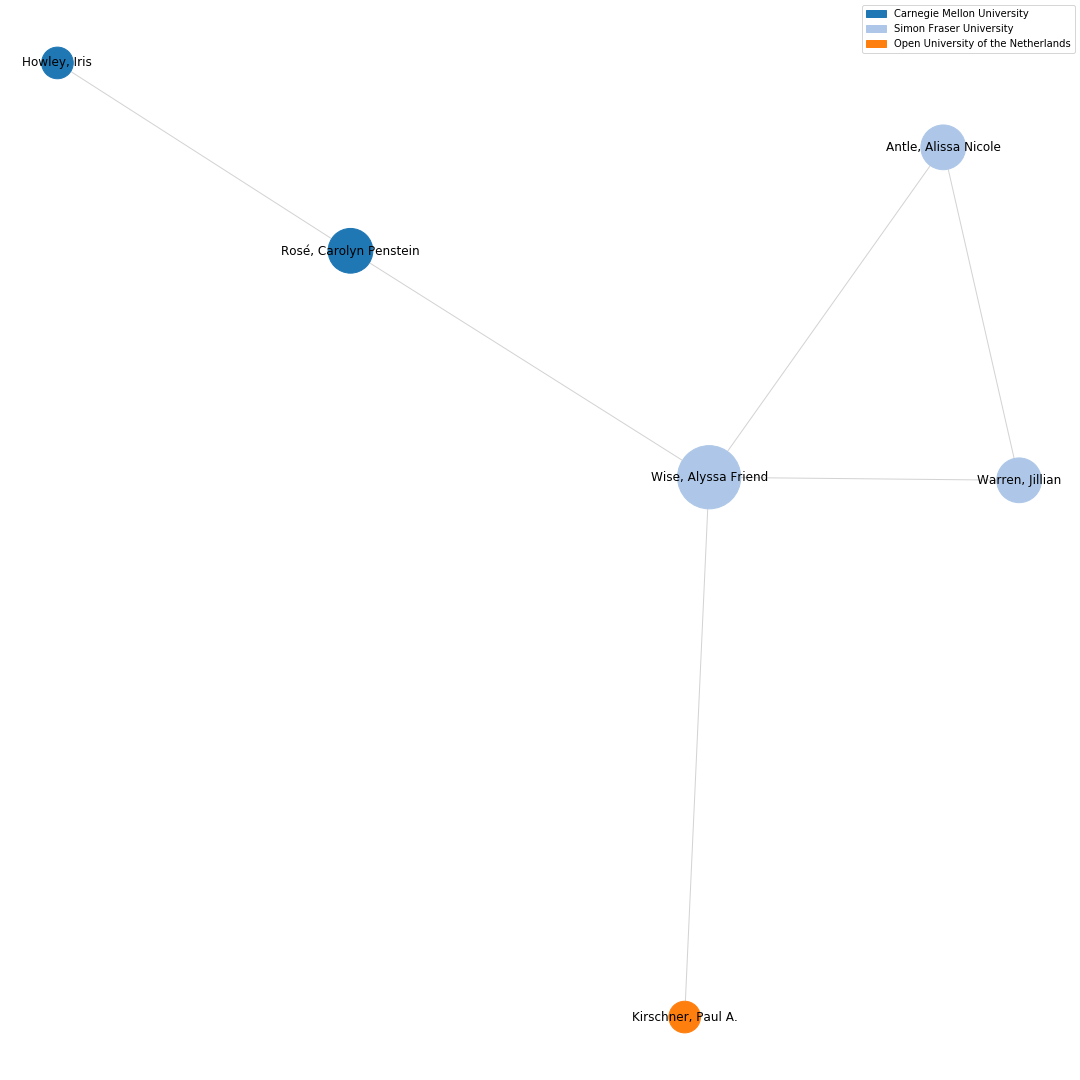 Carnegie Mellon University
Simon Fraser University
Open University of the Netherlands
Howley, Iris
Antle, Alissa Nicole
Rosé, Carolyn Penstein
Wise, Alyssa Friend
Warren, Jillian
Kirschner, Paul A.